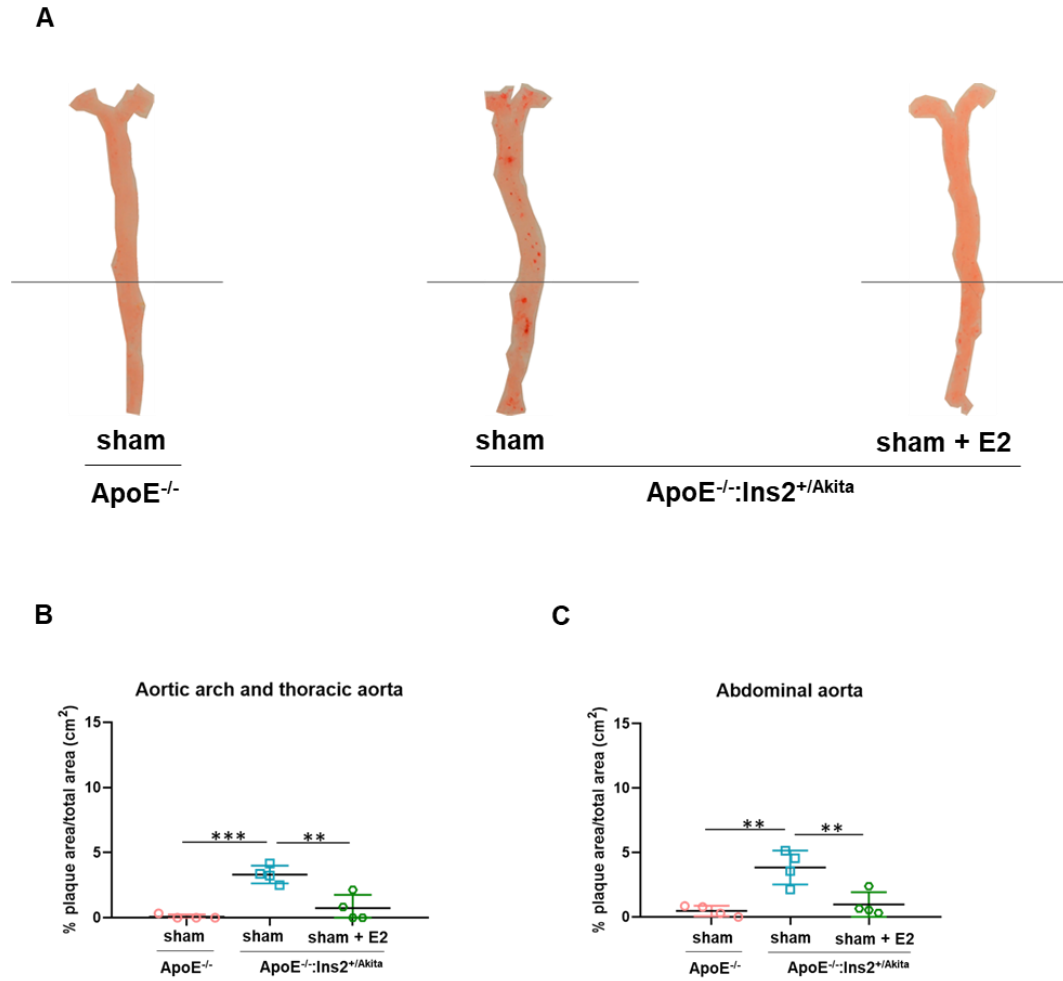 A
sham
sham
sham + E2
ApoE-/-
ApoE-/-:Ins2+/Akita
B
C
Aortic arch and thoracic aorta
Abdominal aorta
% plaque area/total area (cm2)
15
10
5
0
***
**
sham
sham
sham + E2
ApoE-/-
ApoE-/-:Ins2+/Akita
% plaque area/total area (cm2)
15
10
5
0
**
**
sham
sham
sham + E2
ApoE-/-
ApoE-/-:Ins2+/Akita